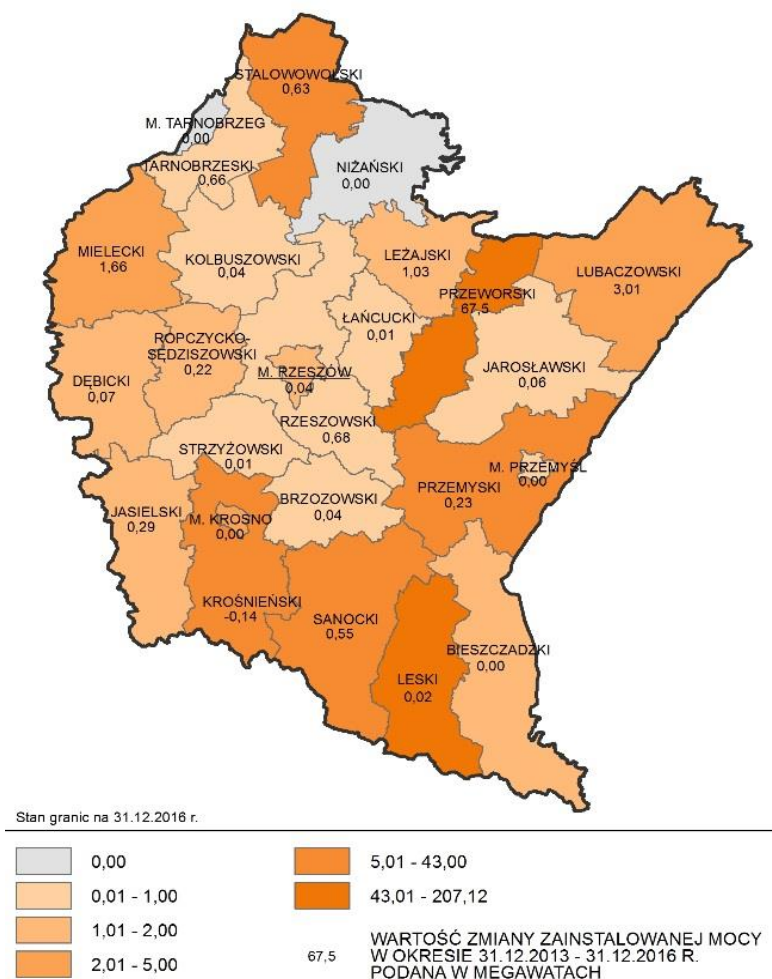 STALOWOWOLSKI
0,63
M. TARNOBRZEG
0,00
TARNOBRZESKI
0,66
NIŻAŃSKI
0,00
MIELECKI
1,66
KOLBUSZOWSKI
0,04
LEŻAJSKI
1,03
LUBACZOWSKI
3,01
PRZEWORSKI
67,5
ŁAŃCUCKI
0,01
ROPCZYCKO-
SĘDZISZOWSKI
0,22
DĘBICKI
0,07
M. RZESZÓW
0,04
JAROSŁAWSKI
0,06
RZESZOWSKI
0,68
STRZYŻOWSKI
0,01
M. PRZEMYŚL
0,00
PRZEMYSKI
0,23
BRZOZOWSKI
0,04
JASIELSKI
0,29
M. KROSNO
0,00
KROŚNIEŃSKI
-0,14
SANOCKI
0,55
BIESZCZADZKI
0,00
LESKI
0,02
Stan granic na 31.12.2016 r.
0,00
0,01 - 1,00
1,01 - 2,00
2,01 - 5,00
5,01 - 43,00
43,01 - 207,12
67,5
WARTOŚĆ ZMIANY ZAINSTALOWANEJ MOCY
W OKRESIE 31.12.2013 - 31.12.2016 R.
PODANA W MEGAWATACH